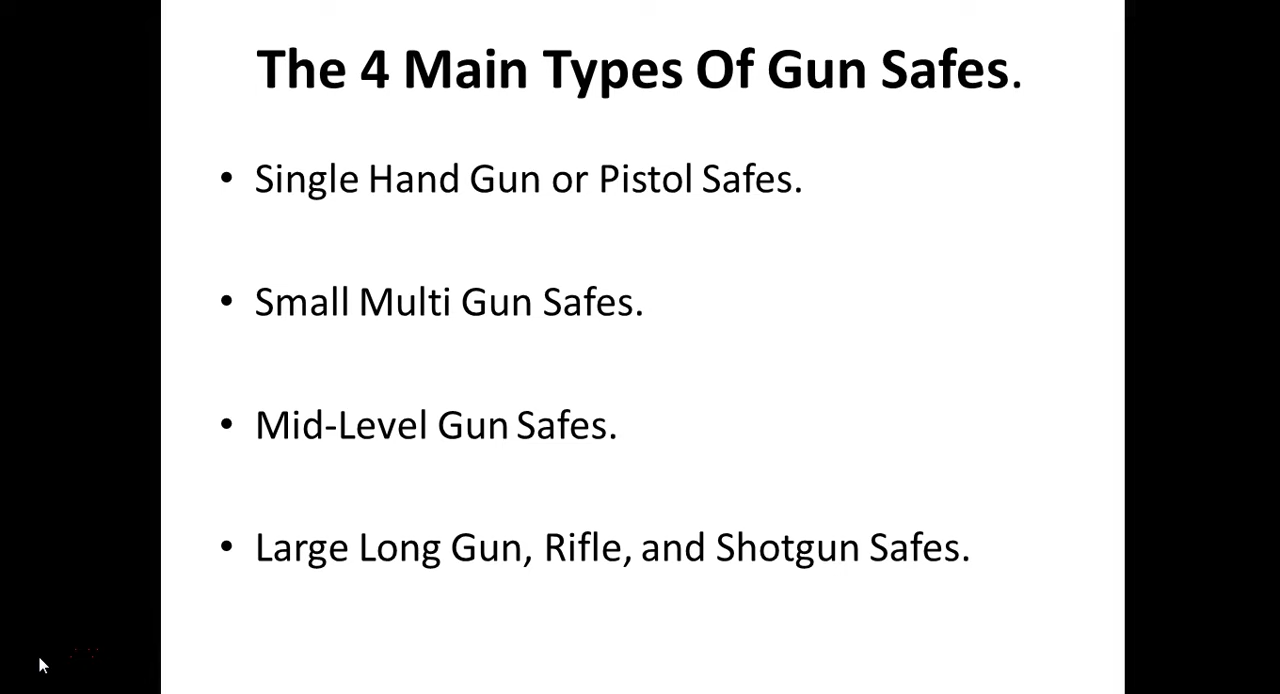 The 4 Main Types Of Gun Safes.
• Single Hand Gun or Pistol Safes.
• Small Multi Gun Safes.
• Mid-Level Gun Safes.
• Large Long Gun, Rifle, and Shotgun Safes.